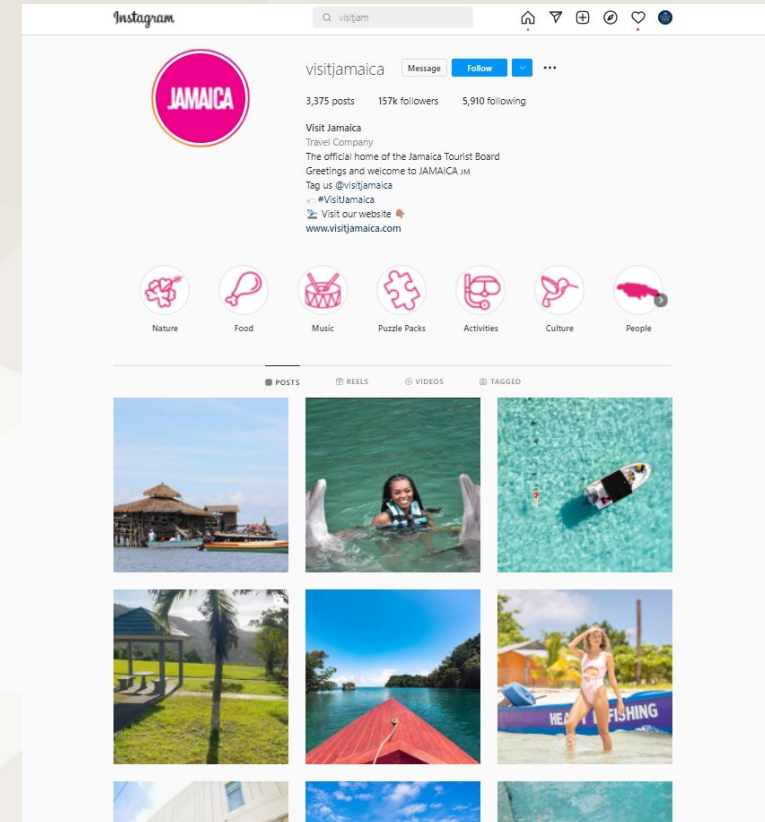 Instagram
visitjam
JAMAICA
visitjamaica Message Follow
3,375 posts 157k followers 5,910 following
Visit Jamaica
Travel Company
The official home of the Jamaica Tourist Board
Greetings and welcome to JAMAICA JM
Tag us @visitjamaica
#VisitJamaica
Visit our website
www.visitjamaica.com
Nature Food Music Puzzle Packs Activities Culture People
POSTS REELS VIDEOS TAGGED
FISHING